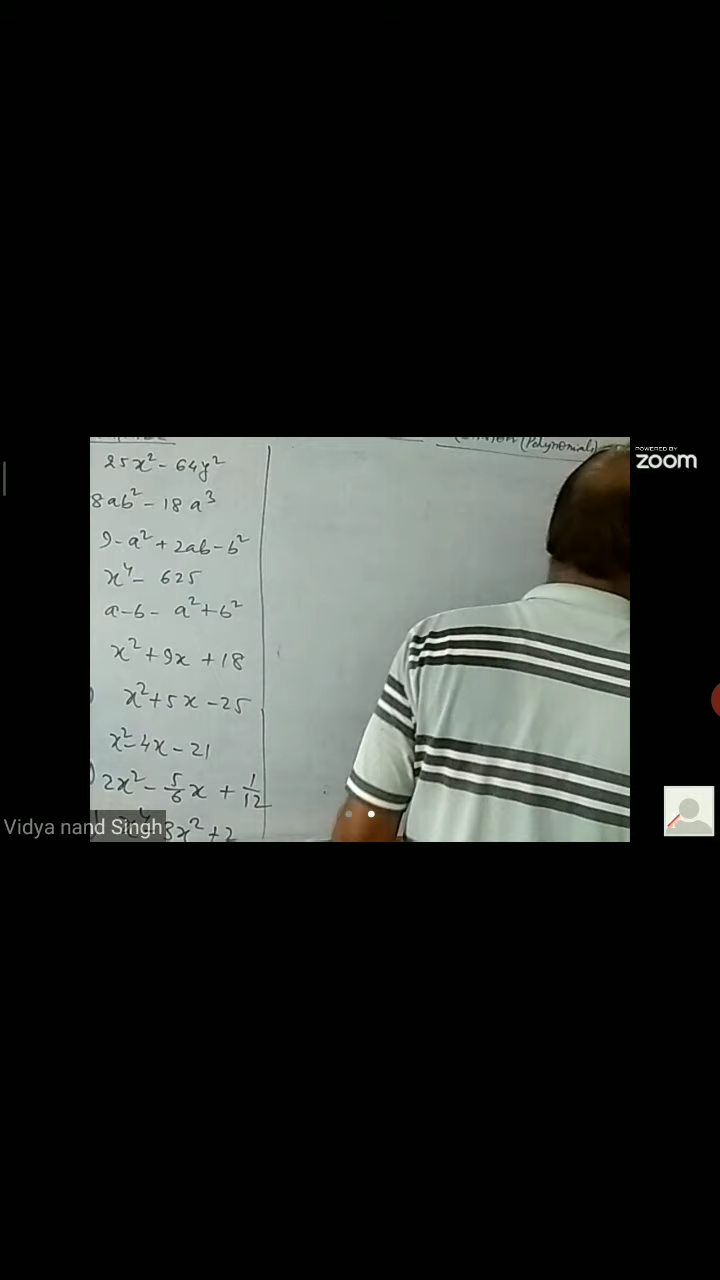 (Polynomials)
25x² - 64y²
8ab² - 18a³
9 - a² + 2ab - b²
x⁴ - 625
a - b - a² + b²
x² + 9x + 18
) x² + 5x - 25
x² - 4x - 21
) 2x² - 5/6 x + 1/12
3x² + 2
POWERED BY
zoom
Vidya nand Singh